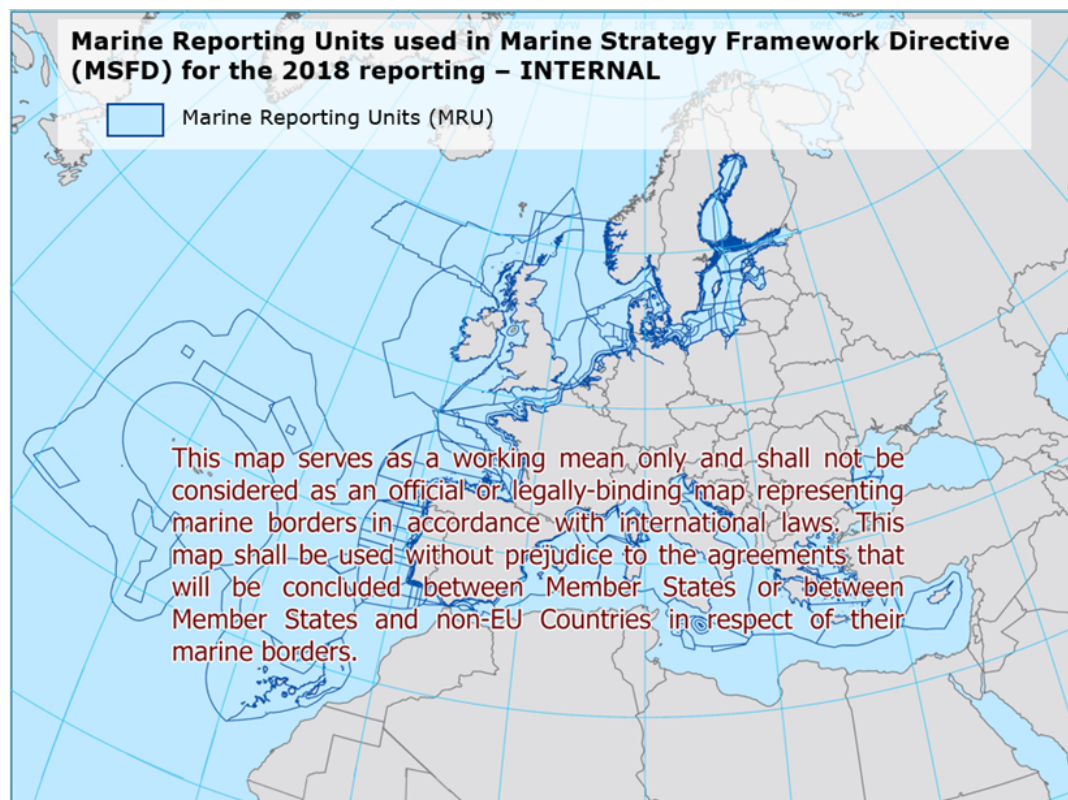 Marine Reporting Units used in Marine Strategy Framework Directive
(MSFD) for the 2018 reporting – INTERNAL
Marine Reporting Units (MRU)
This map serves as a working mean only and shall not be
considered as an official or legally-binding map representing
marine borders in accordance with international laws. This
map shall be used without prejudice to the agreements that
will be concluded between Member States or between
Member States and non-EU Countries in respect of their
marine borders.